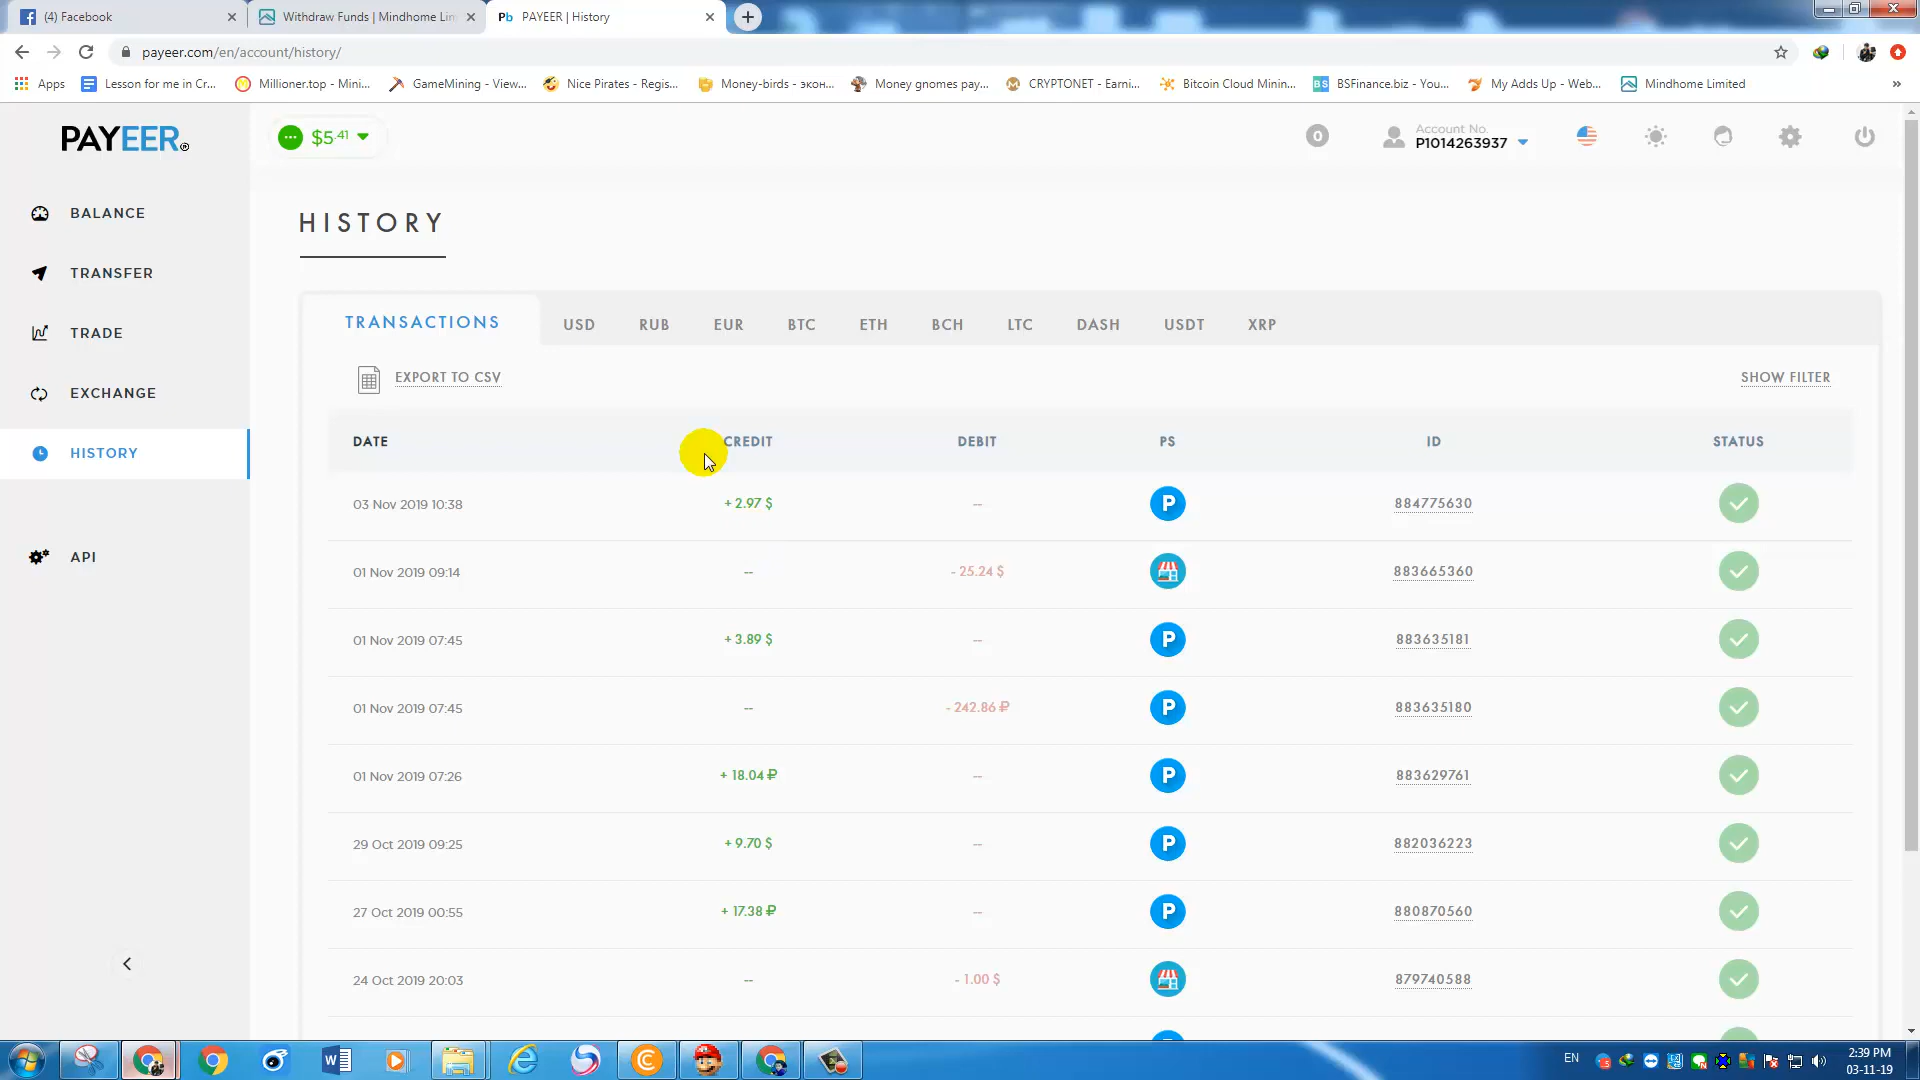 (4) Facebook
Withdraw Funds | Mindhome Lim
PAYEER | History
payeer.com/en/account/history/
Apps
Lesson for me in Cr...
Millioner.top - Mini...
GameMining - View...
Nice Pirates - Regis...
Money-birds - экон...
Money gnomes pay...
CRYPTONET - Earni...
Bitcoin Cloud Minin...
BSFinance.biz - You...
My Adds Up - Web...
Mindhome Limited
»
PAYEER®
$5.41
0
Account No.
P1014263937
BALANCE
TRANSFER
TRADE
EXCHANGE
HISTORY
API
HISTORY
TRANSACTIONS USD RUB EUR BTC ETH BCH LTC DASH USDT XRP
EXPORT TO CSV SHOW FILTER
DATE CREDIT DEBIT PS ID STATUS
03 Nov 2019 10:38 + 2.97 $ -- P 884775630
01 Nov 2019 09:14 -- - 25.24 $ 883665360
01 Nov 2019 07:45 + 3.89 $ -- P 883635181
01 Nov 2019 07:45 -- - 242.86 ₽ P 883635180
01 Nov 2019 07:26 + 18.04 ₽ -- P 883629761
29 Oct 2019 09:25 + 9.70 $ -- P 882036223
27 Oct 2019 00:55 + 17.38 ₽ -- P 880870560
24 Oct 2019 20:03 -- - 1.00 $ 879740588
EN
2:39 PM
03-11-19